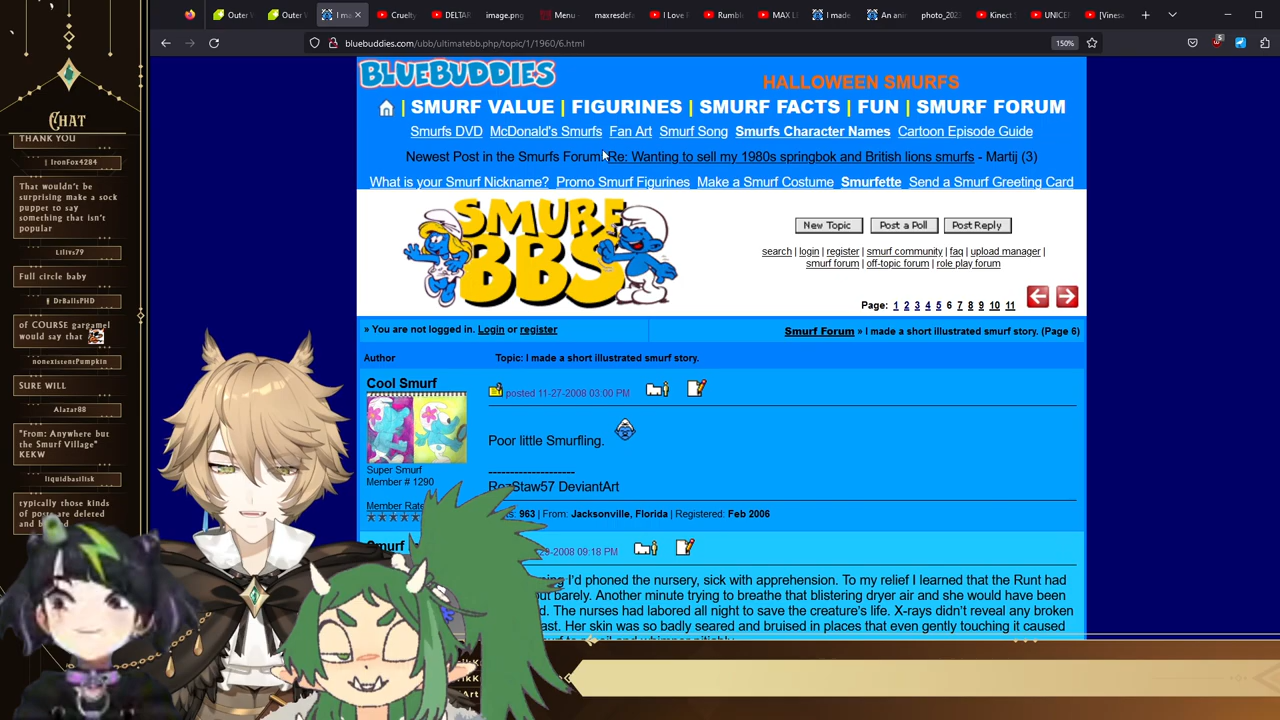 Outer
Outer
I ma
Cruelty
DELTAR
image.png
Menu -
maxresdefa
I Love
Rumble
MAX L
I made
An ani
photo_2023
Kinect
UNICEF
[Vinesa
bluebuddies.com/ubb/ultimatebb.php/topic/1/1960/6.html
150%
CHAT
THANK YOU
IronFox4284
That wouldn't be
surprising make a sock
puppet to say
something that isn't
popular
Lilivs79
Full circle baby
DrBallsPHD
of COURSE gargamel
would say that
nonexistensPumpkin
SURE WILL
Alazar88
"From: Anywhere but
the Smurf Village"
KEKW
liquidbasilisk
typically those kinds
of posts are deleted
BLUEBUDDIES
HALLOWEEN SMURFS
| SMURF VALUE | FIGURINES | SMURF FACTS | FUN | SMURF FORUM
Smurfs DVD McDonald's Smurfs Fan Art Smurf Song Smurfs Character Names Cartoon Episode Guide
Newest Post in the Smurfs Forum: Re: Wanting to sell my 1980s springbok and British lions smurfs - Martij (3)
What is your Smurf Nickname? Promo Smurf Figurines Make a Smurf Costume Smurfette Send a Smurf Greeting Card
SMURF
BBS
New Topic Post a Poll Post Reply
search | login | register | smurf community | faq | upload manager |
smurf forum | off-topic forum | role play forum
Page: 1 2 3 4 5 6 7 8 9 10 11
» You are not logged in. Login or register
Smurf Forum » I made a short illustrated smurf story. (Page 6)
Author
Topic: I made a short illustrated smurf story.
Cool Smurf
posted 11-27-2008 03:00 PM
Poor little Smurfling.
--------------------
Super Smurf
Member # 1290
DeviantArt
Member Rate
963 | From: Jacksonville, Florida | Registered: Feb 2006
Smurf
-2008 09:18 PM
I'd phoned the nursery, sick with apprehension. To my relief I learned that the Runt had
but barely. Another minute trying to breathe that blistering dryer air and she would have been
The nurses had labored all night to save the creature's life. X-rays didn't reveal any broken
Her skin was so badly seared and bruised in places that even gently touching it caused